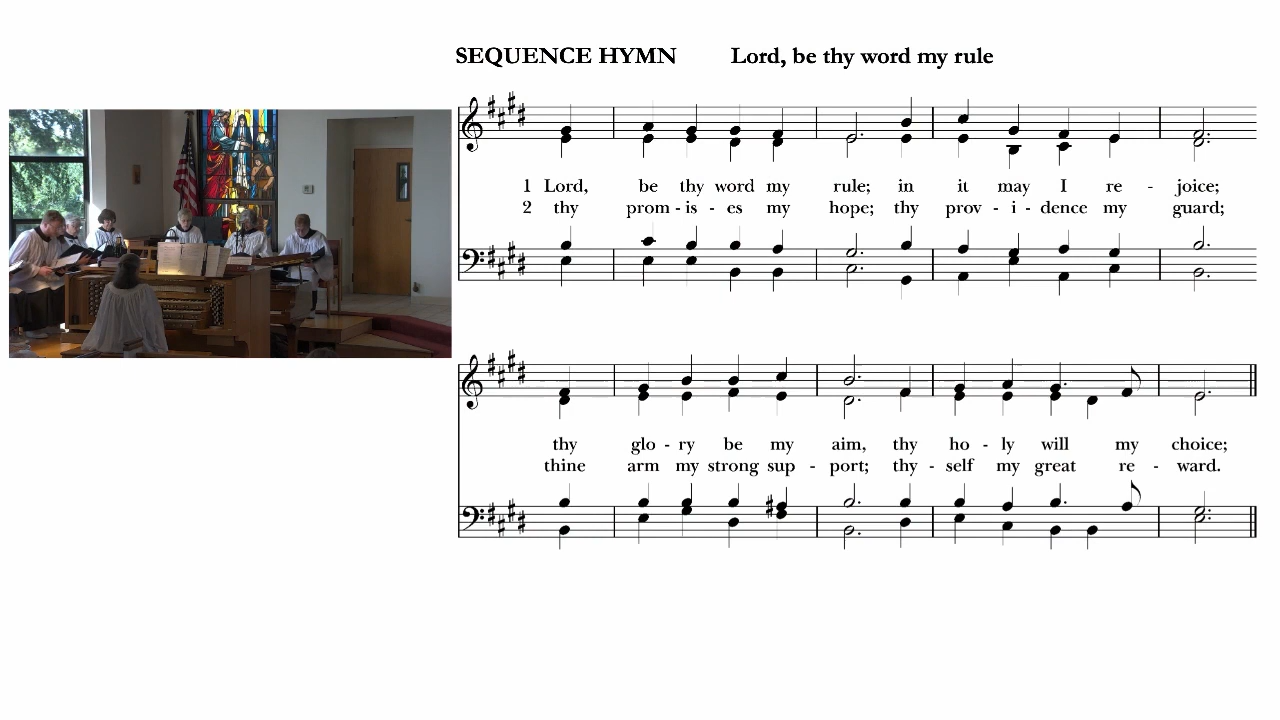 SEQUENCE HYMN Lord, be thy word my rule
1 Lord, be thy word my rule; in it may I re - joice;
2 thy prom - is - es my hope; thy prov - i - dence my guard;
thy glo - ry be my aim, thy ho - ly will my choice;
thine arm my strong sup - port; thy - self my great re - ward.